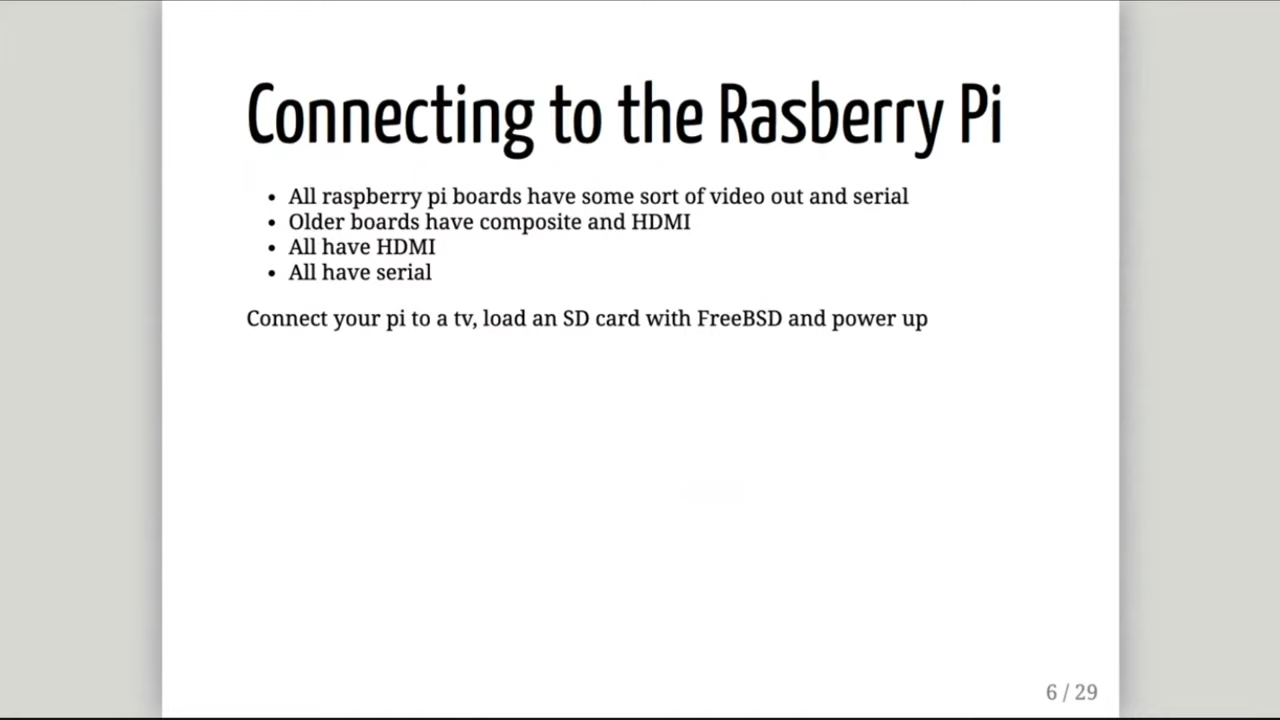 Connecting to the Rasberry Pi
• All raspberry pi boards have some sort of video out and serial
• Older boards have composite and HDMI
• All have HDMI
• All have serial
Connect your pi to a tv, load an SD card with FreeBSD and power up
6 / 29